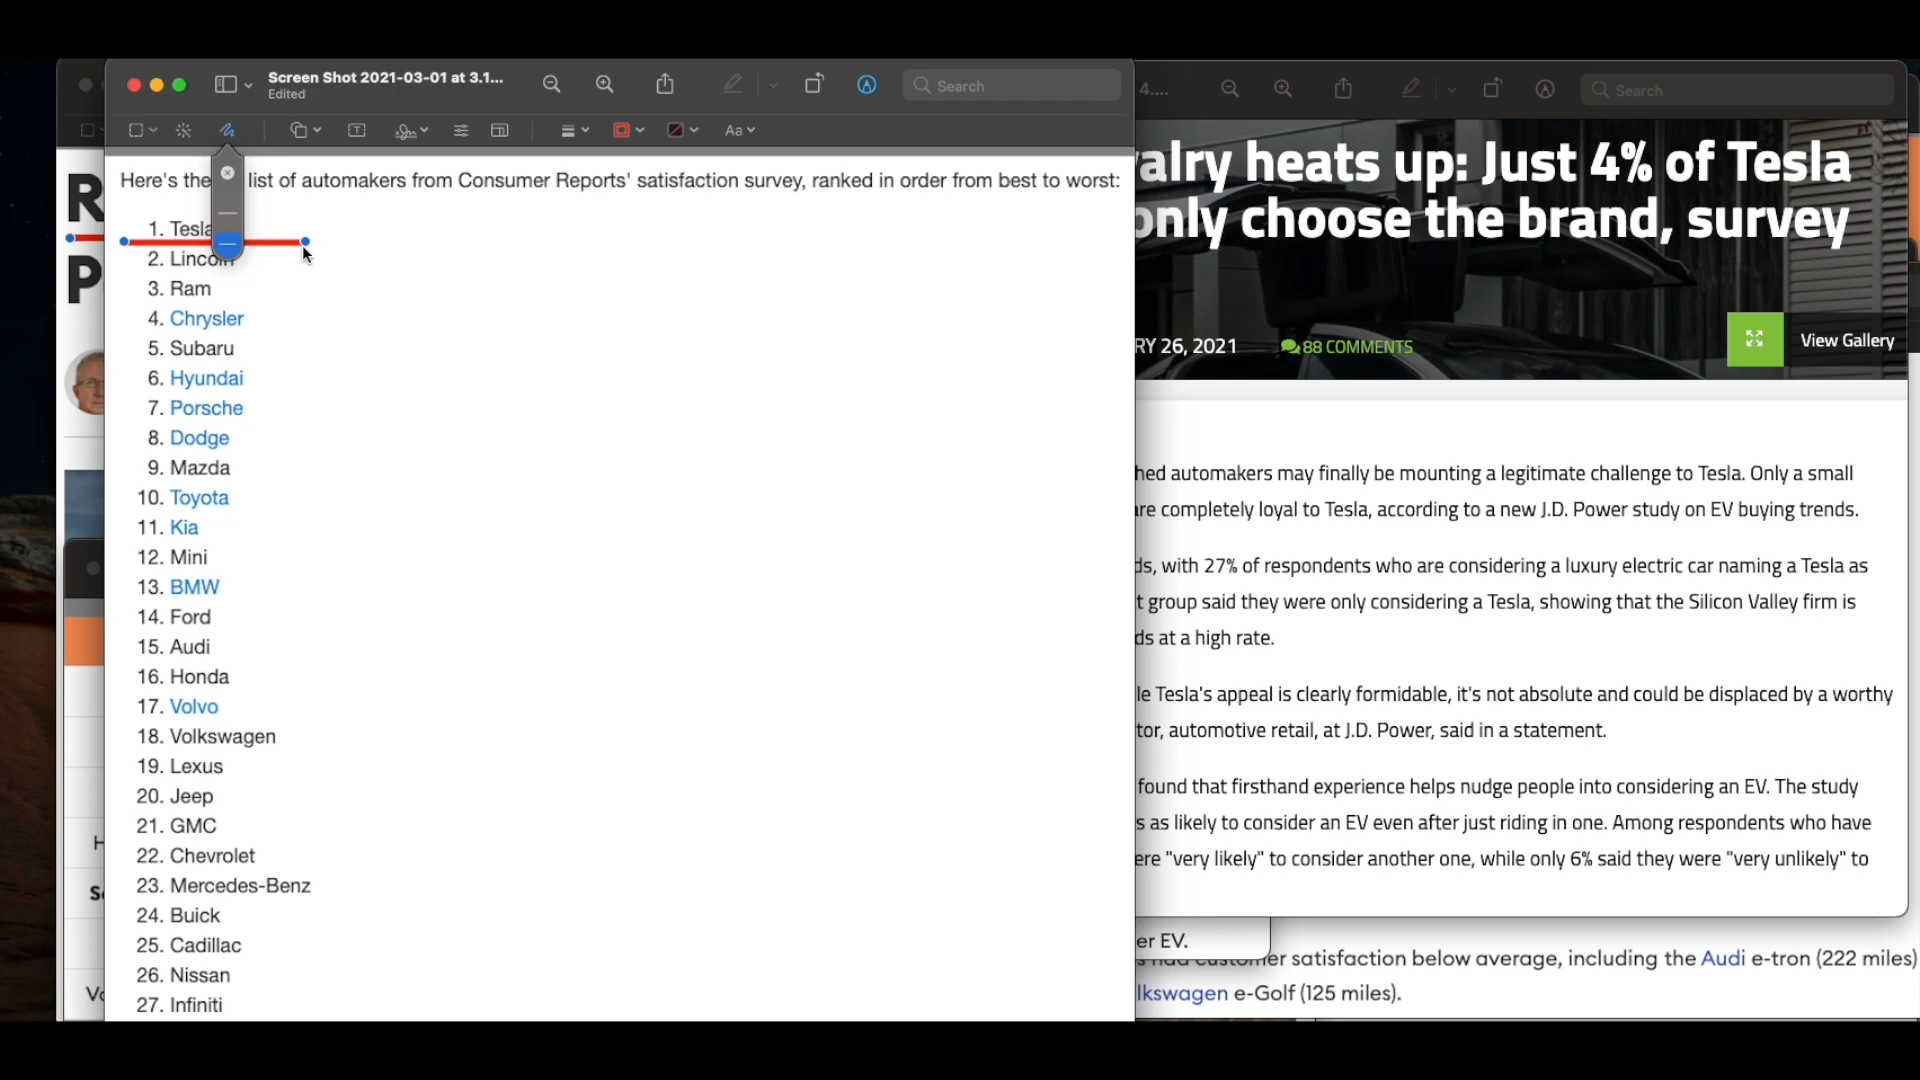 Screen Shot 2021-03-01 at 3.1...
Edited
Search
Aa
Here's the list of automakers from Consumer Reports' satisfaction survey, ranked in order from best to worst:
1. Tesla
2. Lincoln
3. Ram
4. Chrysler
5. Subaru
6. Hyundai
7. Porsche
8. Dodge
9. Mazda
10. Toyota
11. Kia
12. Mini
13. BMW
14. Ford
15. Audi
16. Honda
17. Volvo
18. Volkswagen
19. Lexus
20. Jeep
21. GMC
22. Chevrolet
23. Mercedes-Benz
24. Buick
25. Cadillac
26. Nissan
27. Infiniti
R
P
H
Vo
4....
Search
alry heats up: Just 4% of Tesla
only choose the brand, survey
RY 26, 2021
88 COMMENTS
View Gallery
hed automakers may finally be mounting a legitimate challenge to Tesla. Only a small
are completely loyal to Tesla, according to a new J.D. Power study on EV buying trends.
ds, with 27% of respondents who are considering a luxury electric car naming a Tesla as
t group said they were only considering a Tesla, showing that the Silicon Valley firm is
ds at a high rate.
le Tesla's appeal is clearly formidable, it's not absolute and could be displaced by a worthy
tor, automotive retail, at J.D. Power, said in a statement.
found that firsthand experience helps nudge people into considering an EV. The study
s as likely to consider an EV even after just riding in one. Among respondents who have
ere "very likely" to consider another one, while only 6% said they were "very unlikely" to
er EV.
customer satisfaction below average, including the Audi e-tron (222 miles)
lkswagen e-Golf (125 miles).